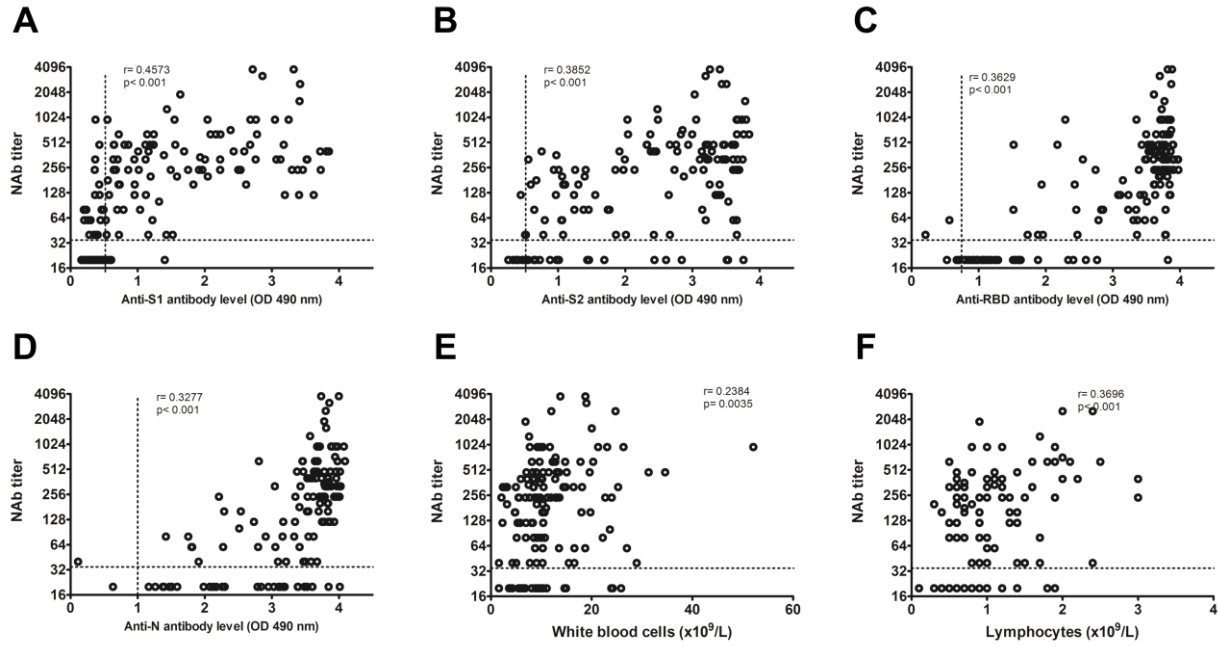 A
r= 0.4573
p< 0.001
NAb titer
4096
2048
1024
512
256
128
64
32
16
0 1 2 3 4
Anti-S1 antibody level (OD 490 nm)
B
r= 0.3852
p< 0.001
NAb titer
4096
2048
1024
512
256
128
64
32
16
0 1 2 3 4
Anti-S2 antibody level (OD 490 nm)
C
r= 0.3629
p< 0.001
NAb titer
4096
2048
1024
512
256
128
64
32
16
0 1 2 3 4
Anti-RBD antibody level (OD 490 nm)
D
r= 0.3277
p< 0.001
NAb titer
4096
2048
1024
512
256
128
64
32
16
0 1 2 3 4
Anti-N antibody level (OD 490 nm)
E
r= 0.2384
p= 0.0035
NAb titer
4096
2048
1024
512
256
128
64
32
16
0 20 40 60
White blood cells (x10⁹/L)
F
r= 0.3696
p< 0.001
NAb titer
4096
2048
1024
512
256
128
64
32
16
0 1 2 3 4
Lymphocytes (x10⁹/L)